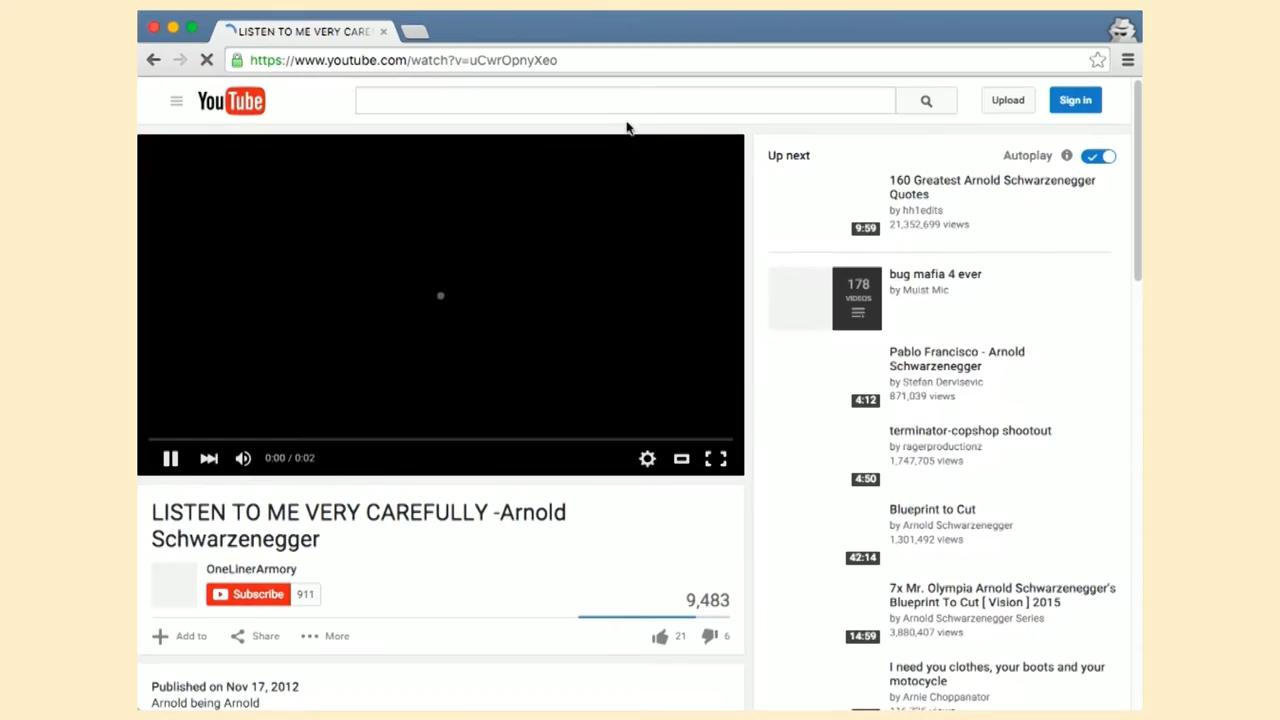 LISTEN TO ME VERY CARE
https://www.youtube.com/watch?v=uCwrOpnyXeo
YouTube
Upload
Sign in
Up next
Autoplay
160 Greatest Arnold Schwarzenegger
Quotes
by hh1edits
21,352,699 views
9:59
178
VIDEOS
bug mafia 4 ever
by Muist Mic
Pablo Francisco - Arnold
Schwarzenegger
by Stefan Dervisevic
871,039 views
4:12
terminator-copshop shootout
by ragerproductionz
1,747,705 views
4:50
Blueprint to Cut
by Arnold Schwarzenegger
1,301,492 views
42:14
7x Mr. Olympia Arnold Schwarzenegger's
Blueprint To Cut [ Vision ] 2015
by Arnold Schwarzenegger Series
3,880,407 views
14:59
I need you clothes, your boots and your
motocycle
by Arnie Choppanator
0:00 / 0:02
LISTEN TO ME VERY CAREFULLY -Arnold
Schwarzenegger
OneLinerArmory
Subscribe 911
9,483
Add to Share More
21 6
Published on Nov 17, 2012
Arnold being Arnold